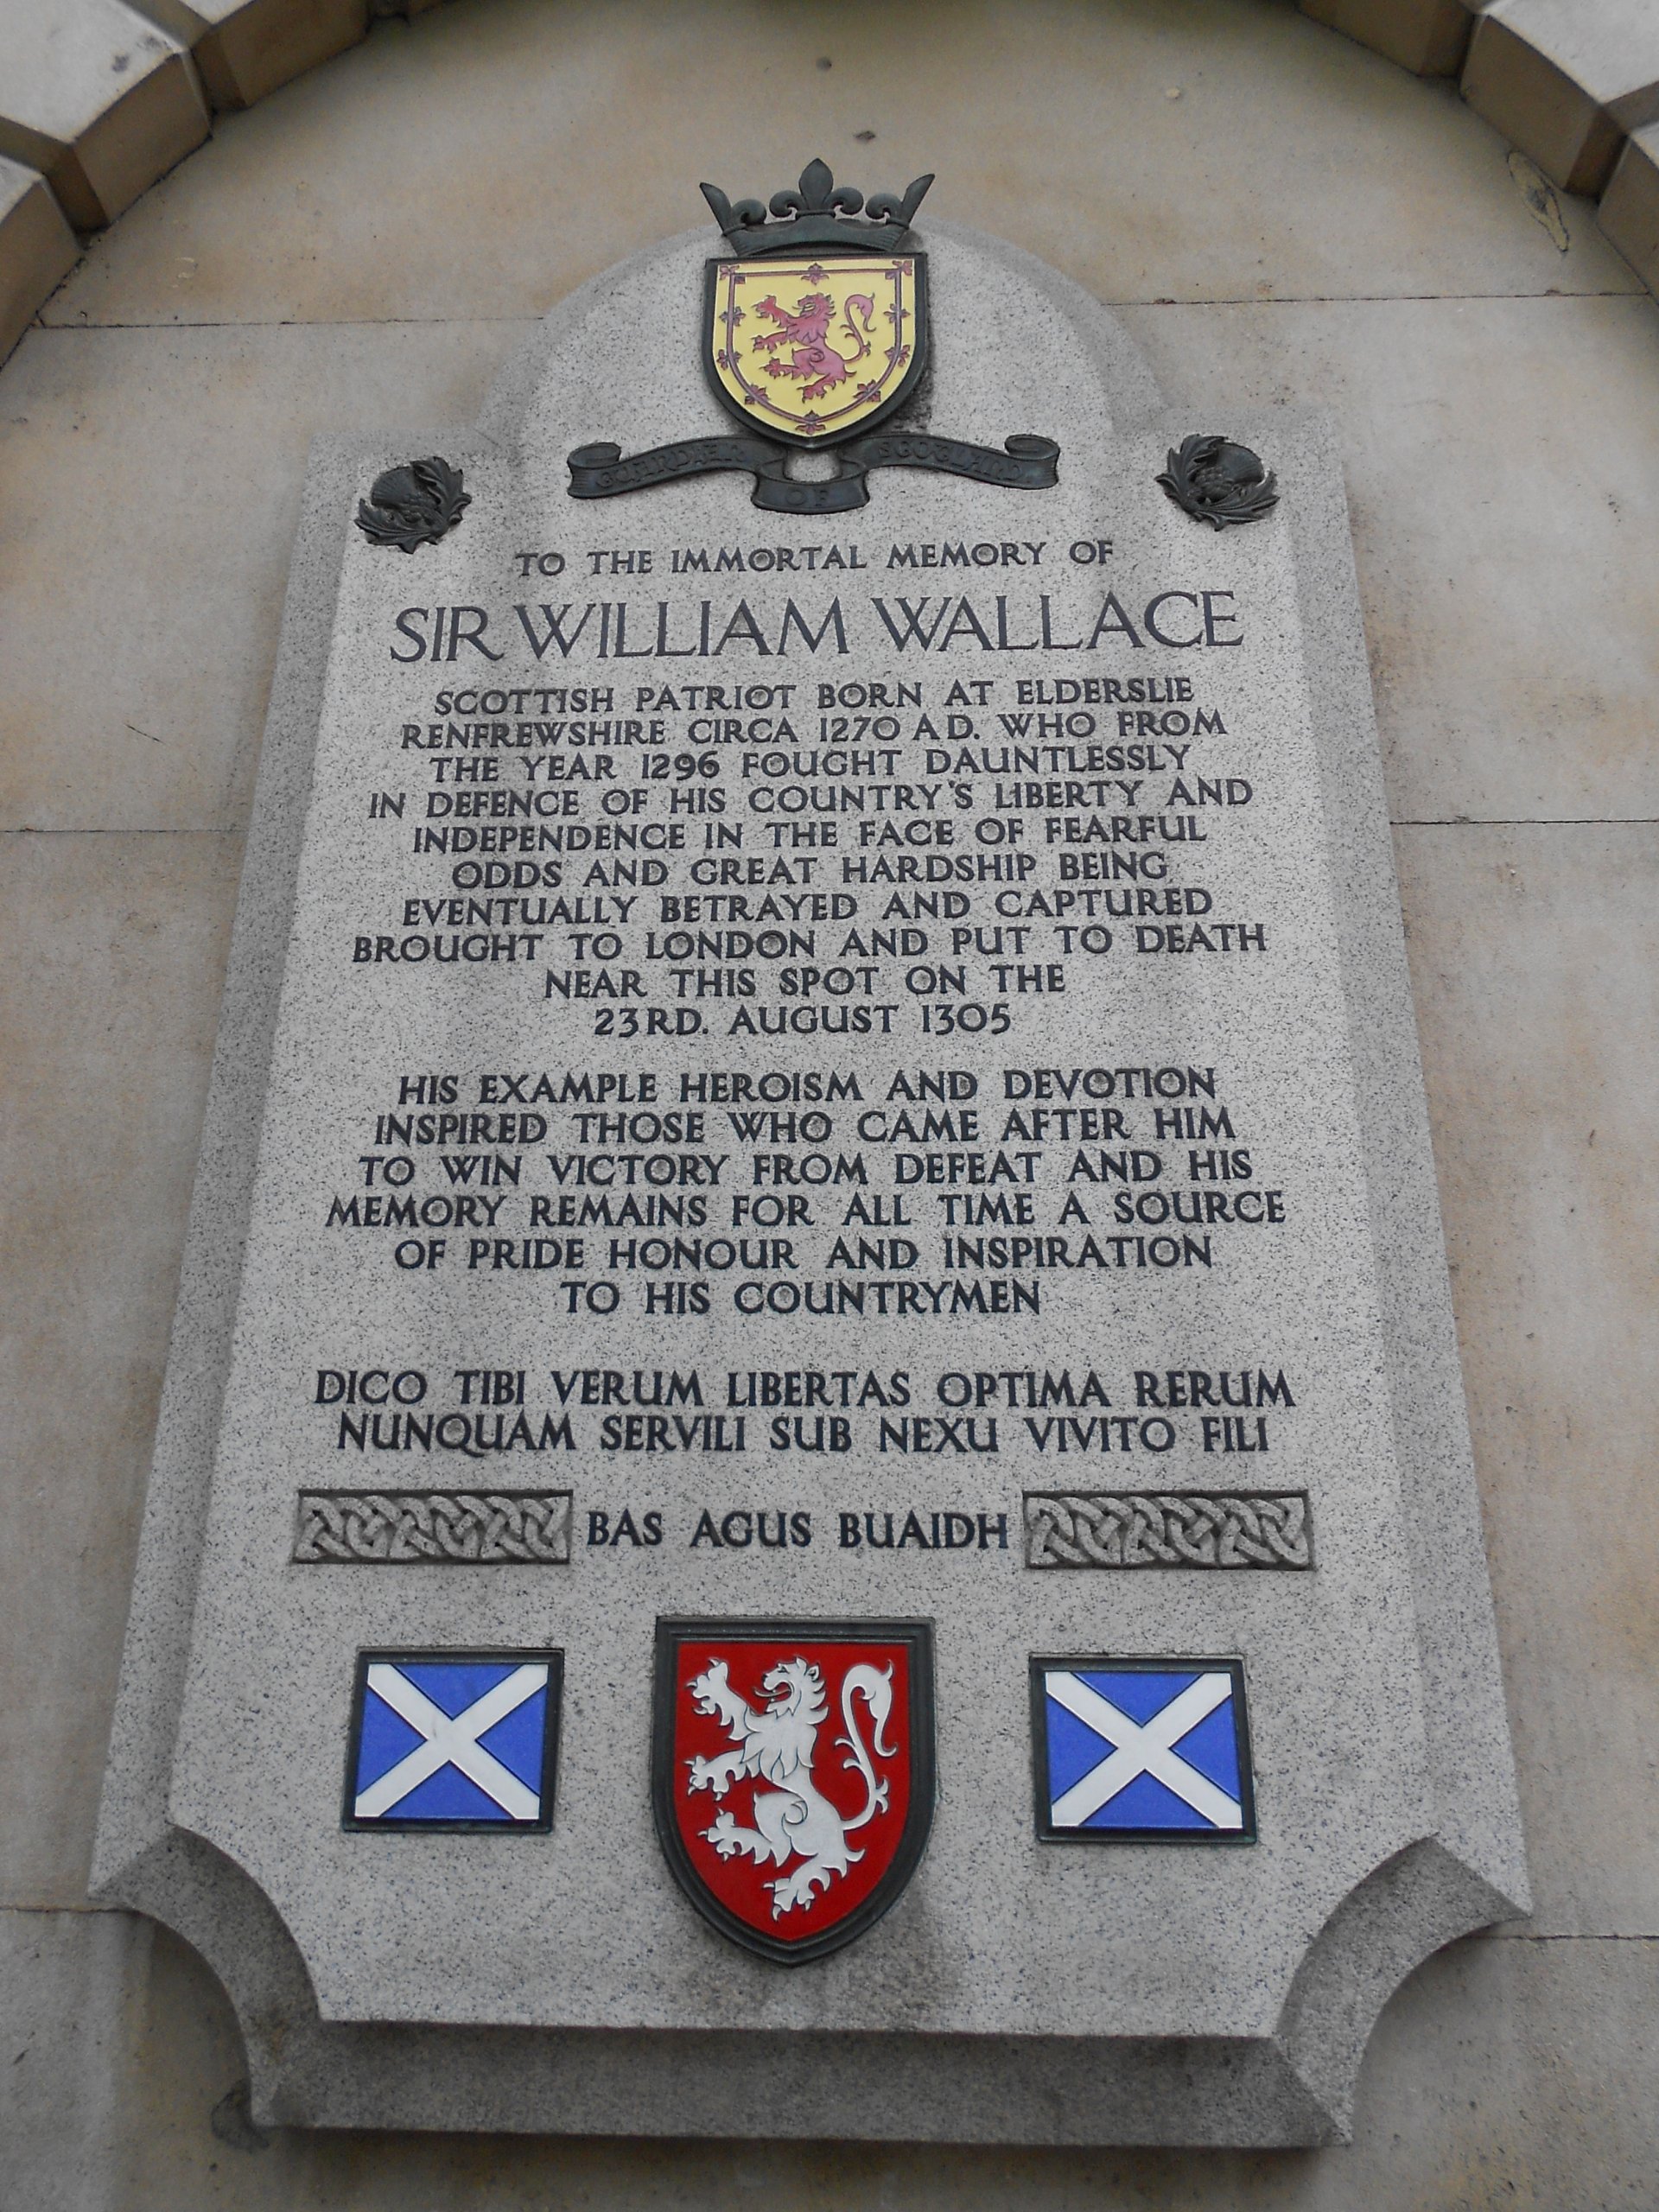 GUARDIAN OF SCOTLAND
TO THE IMMORTAL MEMORY OF
SIR WILLIAM WALLACE
SCOTTISH PATRIOT BORN AT ELDERSLIE
RENFREWSHIRE CIRCA 1270 A.D. WHO FROM
THE YEAR 1296 FOUGHT DAUNTLESSLY
IN DEFENCE OF HIS COUNTRY'S LIBERTY AND
INDEPENDENCE IN THE FACE OF FEARFUL
ODDS AND GREAT HARDSHIP BEING
EVENTUALLY BETRAYED AND CAPTURED
BROUGHT TO LONDON AND PUT TO DEATH
NEAR THIS SPOT ON THE
23RD. AUGUST 1305
HIS EXAMPLE HEROISM AND DEVOTION
INSPIRED THOSE WHO CAME AFTER HIM
TO WIN VICTORY FROM DEFEAT AND HIS
MEMORY REMAINS FOR ALL TIME A SOURCE
OF PRIDE HONOUR AND INSPIRATION
TO HIS COUNTRYMEN
DICO TIBI VERUM LIBERTAS OPTIMA RERUM
NUNQUAM SERVILI SUB NEXU VIVITO FILI
BAS AGUS BUAIDH